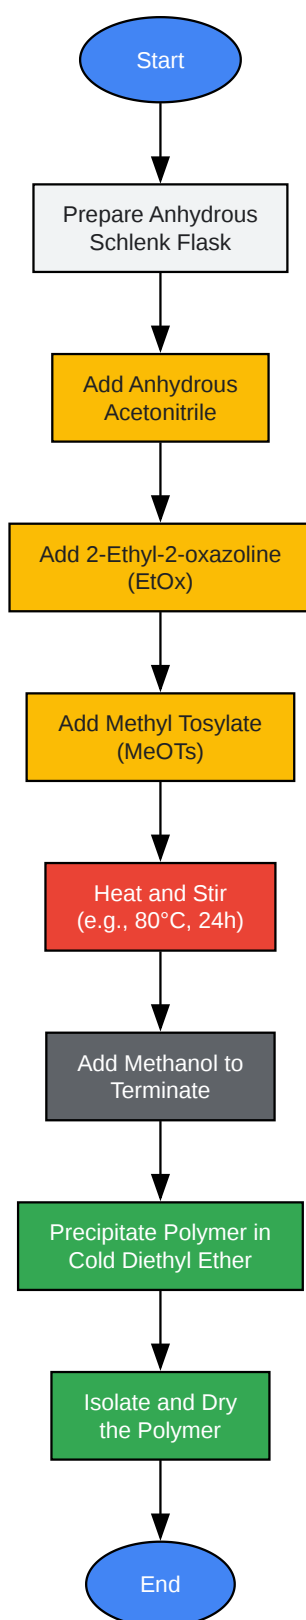 Start
Prepare Anhydrous
Schlenk Flask
Add Anhydrous
Acetonitrile
Add 2-Ethyl-2-oxazoline
(EtOx)
Add Methyl Tosylate
(MeOTs)
Heat and Stir
(e.g., 80°C, 24h)
Add Methanol to
Terminate
Precipitate Polymer in
Cold Diethyl Ether
Isolate and Dry
the Polymer
End